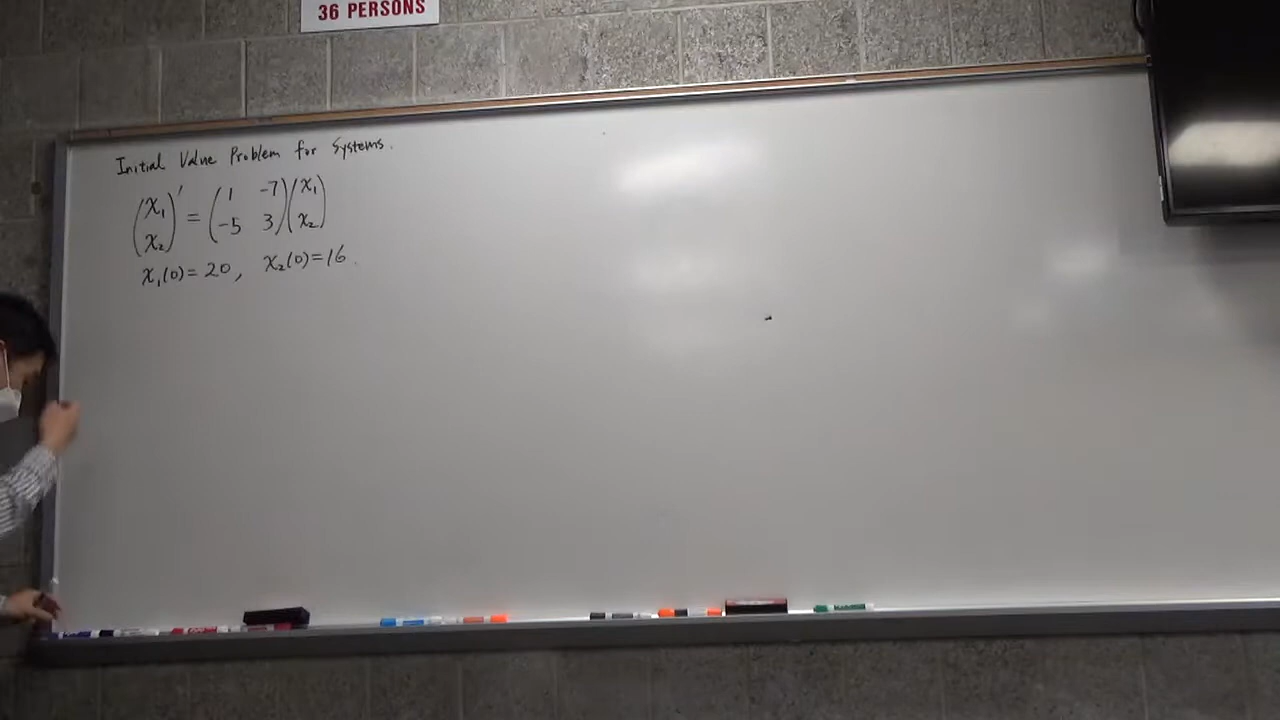 36 PERSONS
Initial Value Problem for Systems.
(x₁ x₂)' = (1 -7 -5 3)(x₁ x₂)
x₁(0)=20, x₂(0)=16.